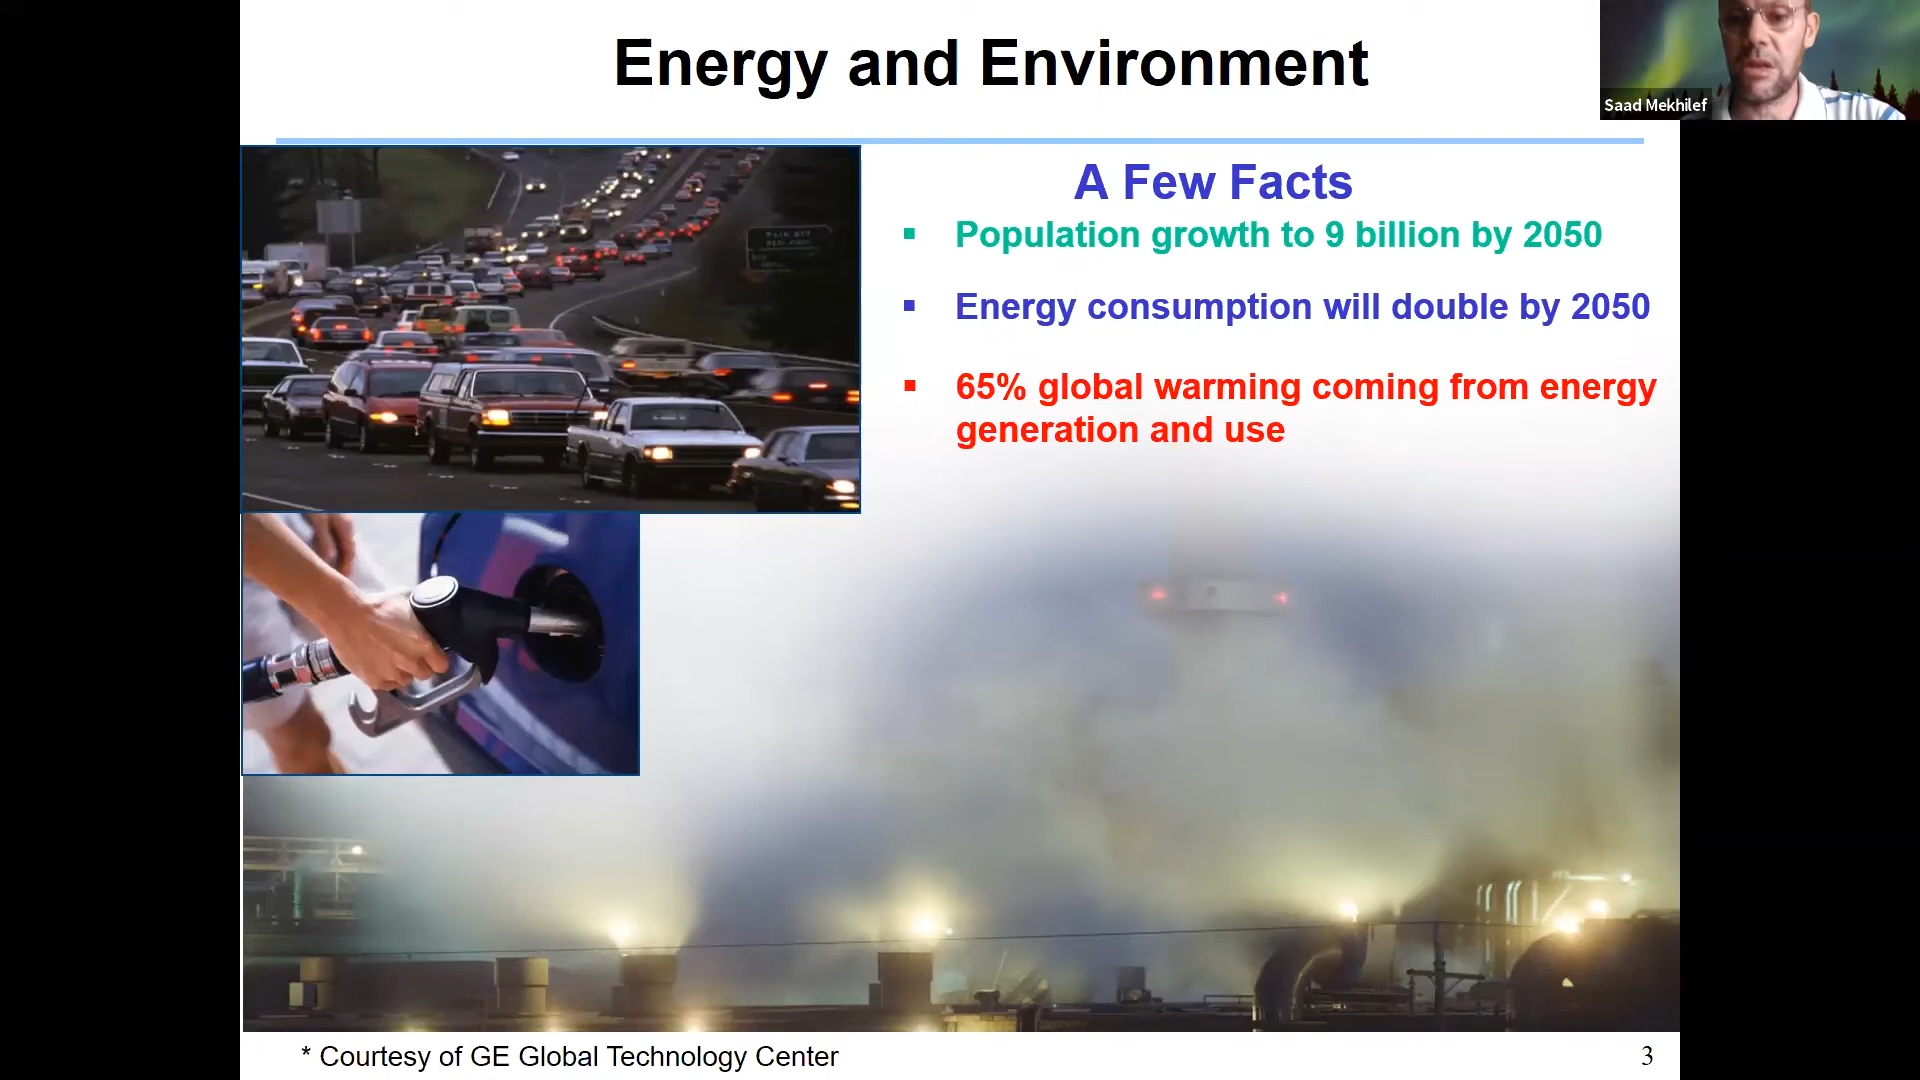 Energy and Environment
Saad Mekhilef
A Few Facts
▪ Population growth to 9 billion by 2050
▪ Energy consumption will double by 2050
▪ 65% global warming coming from energy
generation and use
* Courtesy of GE Global Technology Center
3